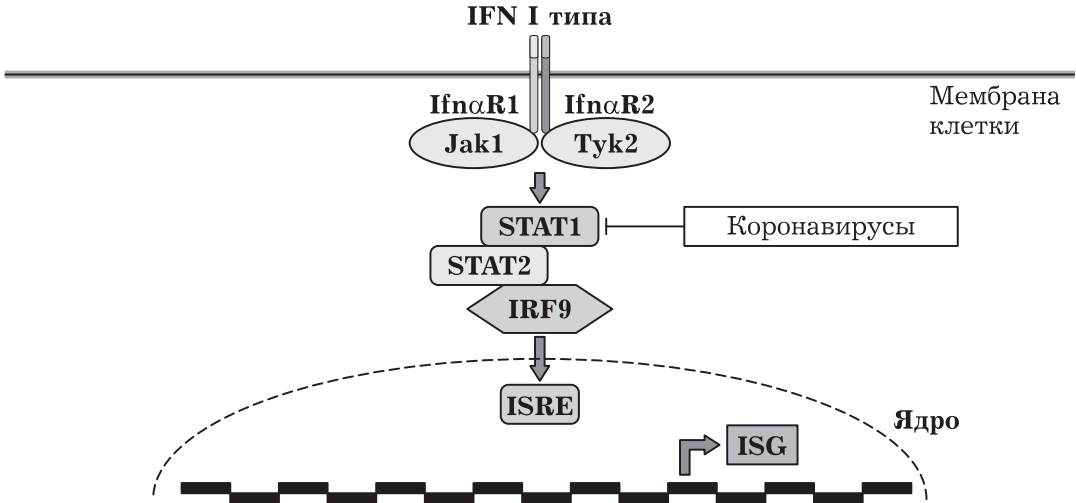 IFN I типа
IfnαR1
IfnαR2
Мембрана
клетки
Jak1
Tyk2
STAT1
Коронавирусы
STAT2
IRF9
ISRE
Ядро
ISG